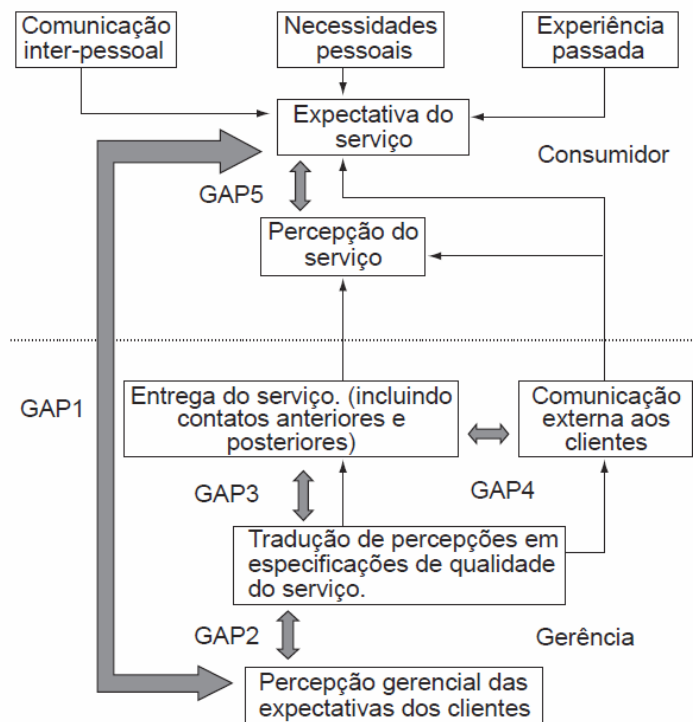 Comunicação
inter-pessoal
Necessidades
pessoais
Experiência
passada
Expectativa do
serviço
Consumidor
GAP5
Percepção do
serviço
GAP1
Entrega do serviço. (incluindo
contatos anteriores e
posteriores)
Comunicação
externa aos
clientes
GAP3
GAP4
Tradução de percepções em
especificações de qualidade
do serviço.
GAP2
Gerência
Percepção gerencial das
expectativas dos clientes